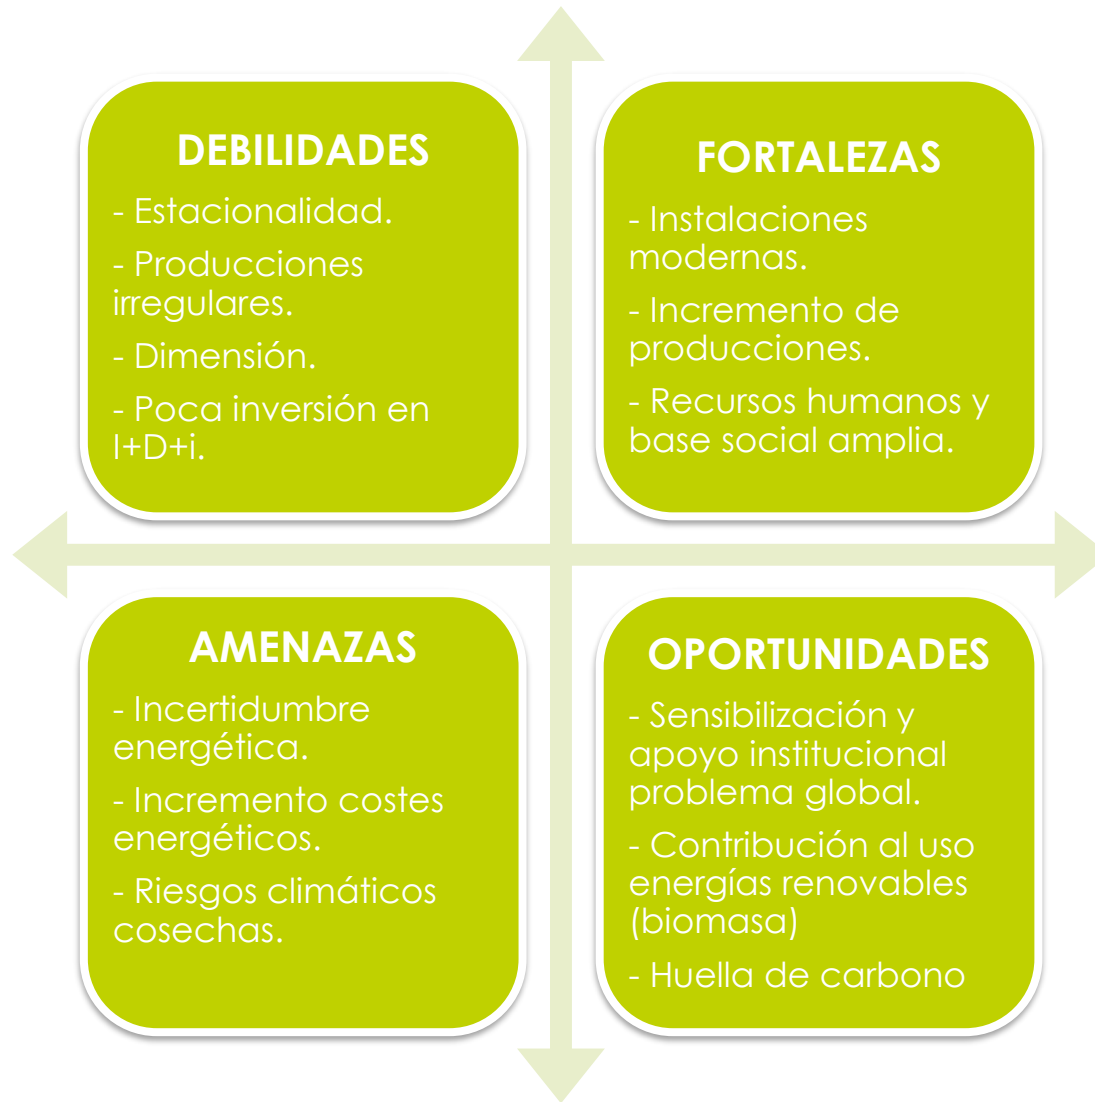 DEBILIDADES
- Estacionalidad.
- Producciones
irregulares.
- Dimensión.
- Poca inversión en
I+D+i.
FORTALEZAS
- Instalaciones
modernas.
- Incremento de
producciones.
- Recursos humanos y
base social amplia.
AMENAZAS
- Incertidumbre
energética.
- Incremento costes
energéticos.
- Riesgos climáticos
cosechas.
OPORTUNIDADES
- Sensibilización y
apoyo institucional
problema global.
- Contribución al uso
energías renovables
(biomasa)
- Huella de carbono